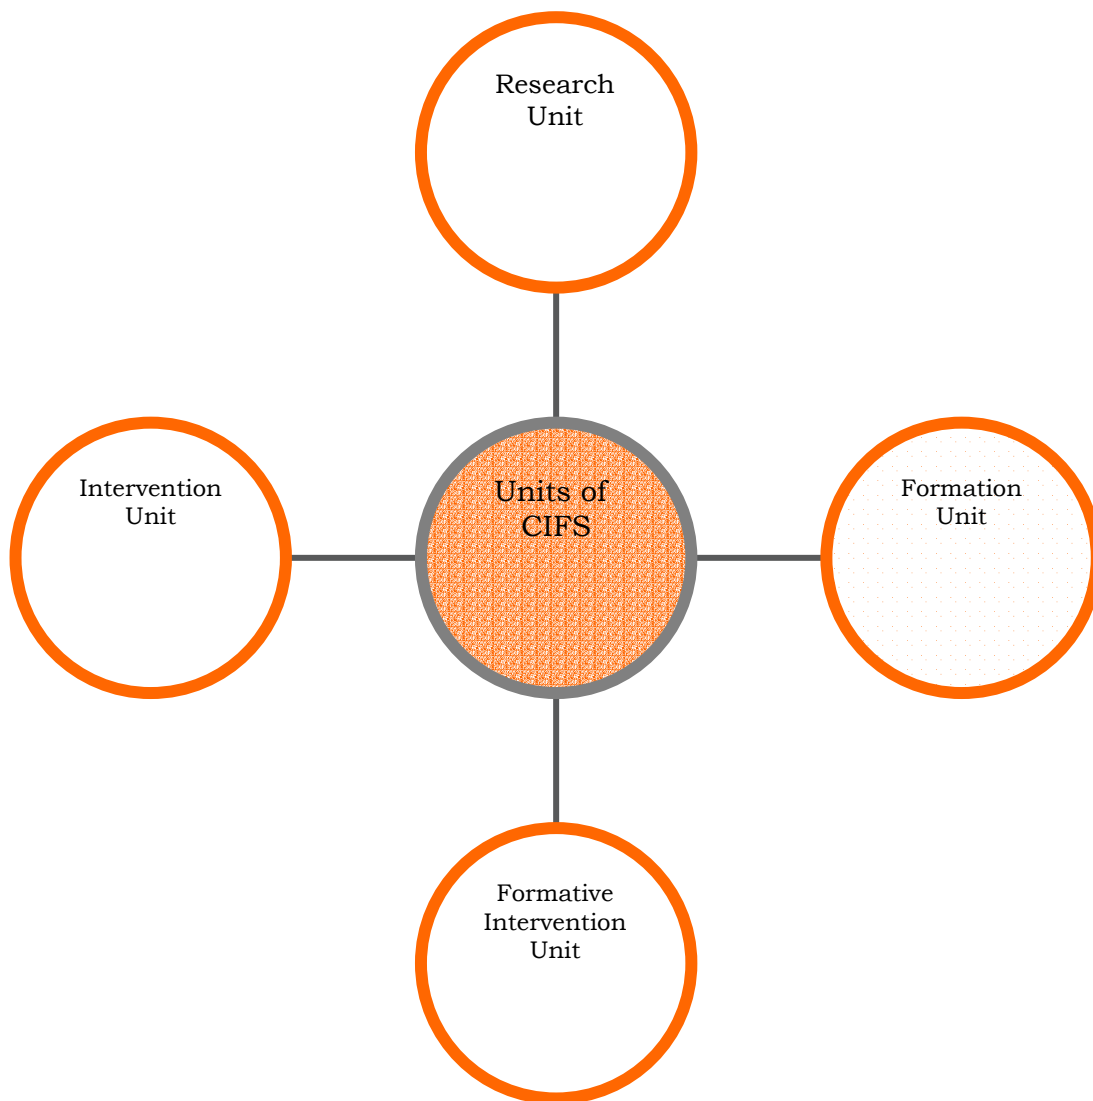 Research
Unit
Intervention
Unit
Units of
CIFS
Formation
Unit
Formative
Intervention
Unit